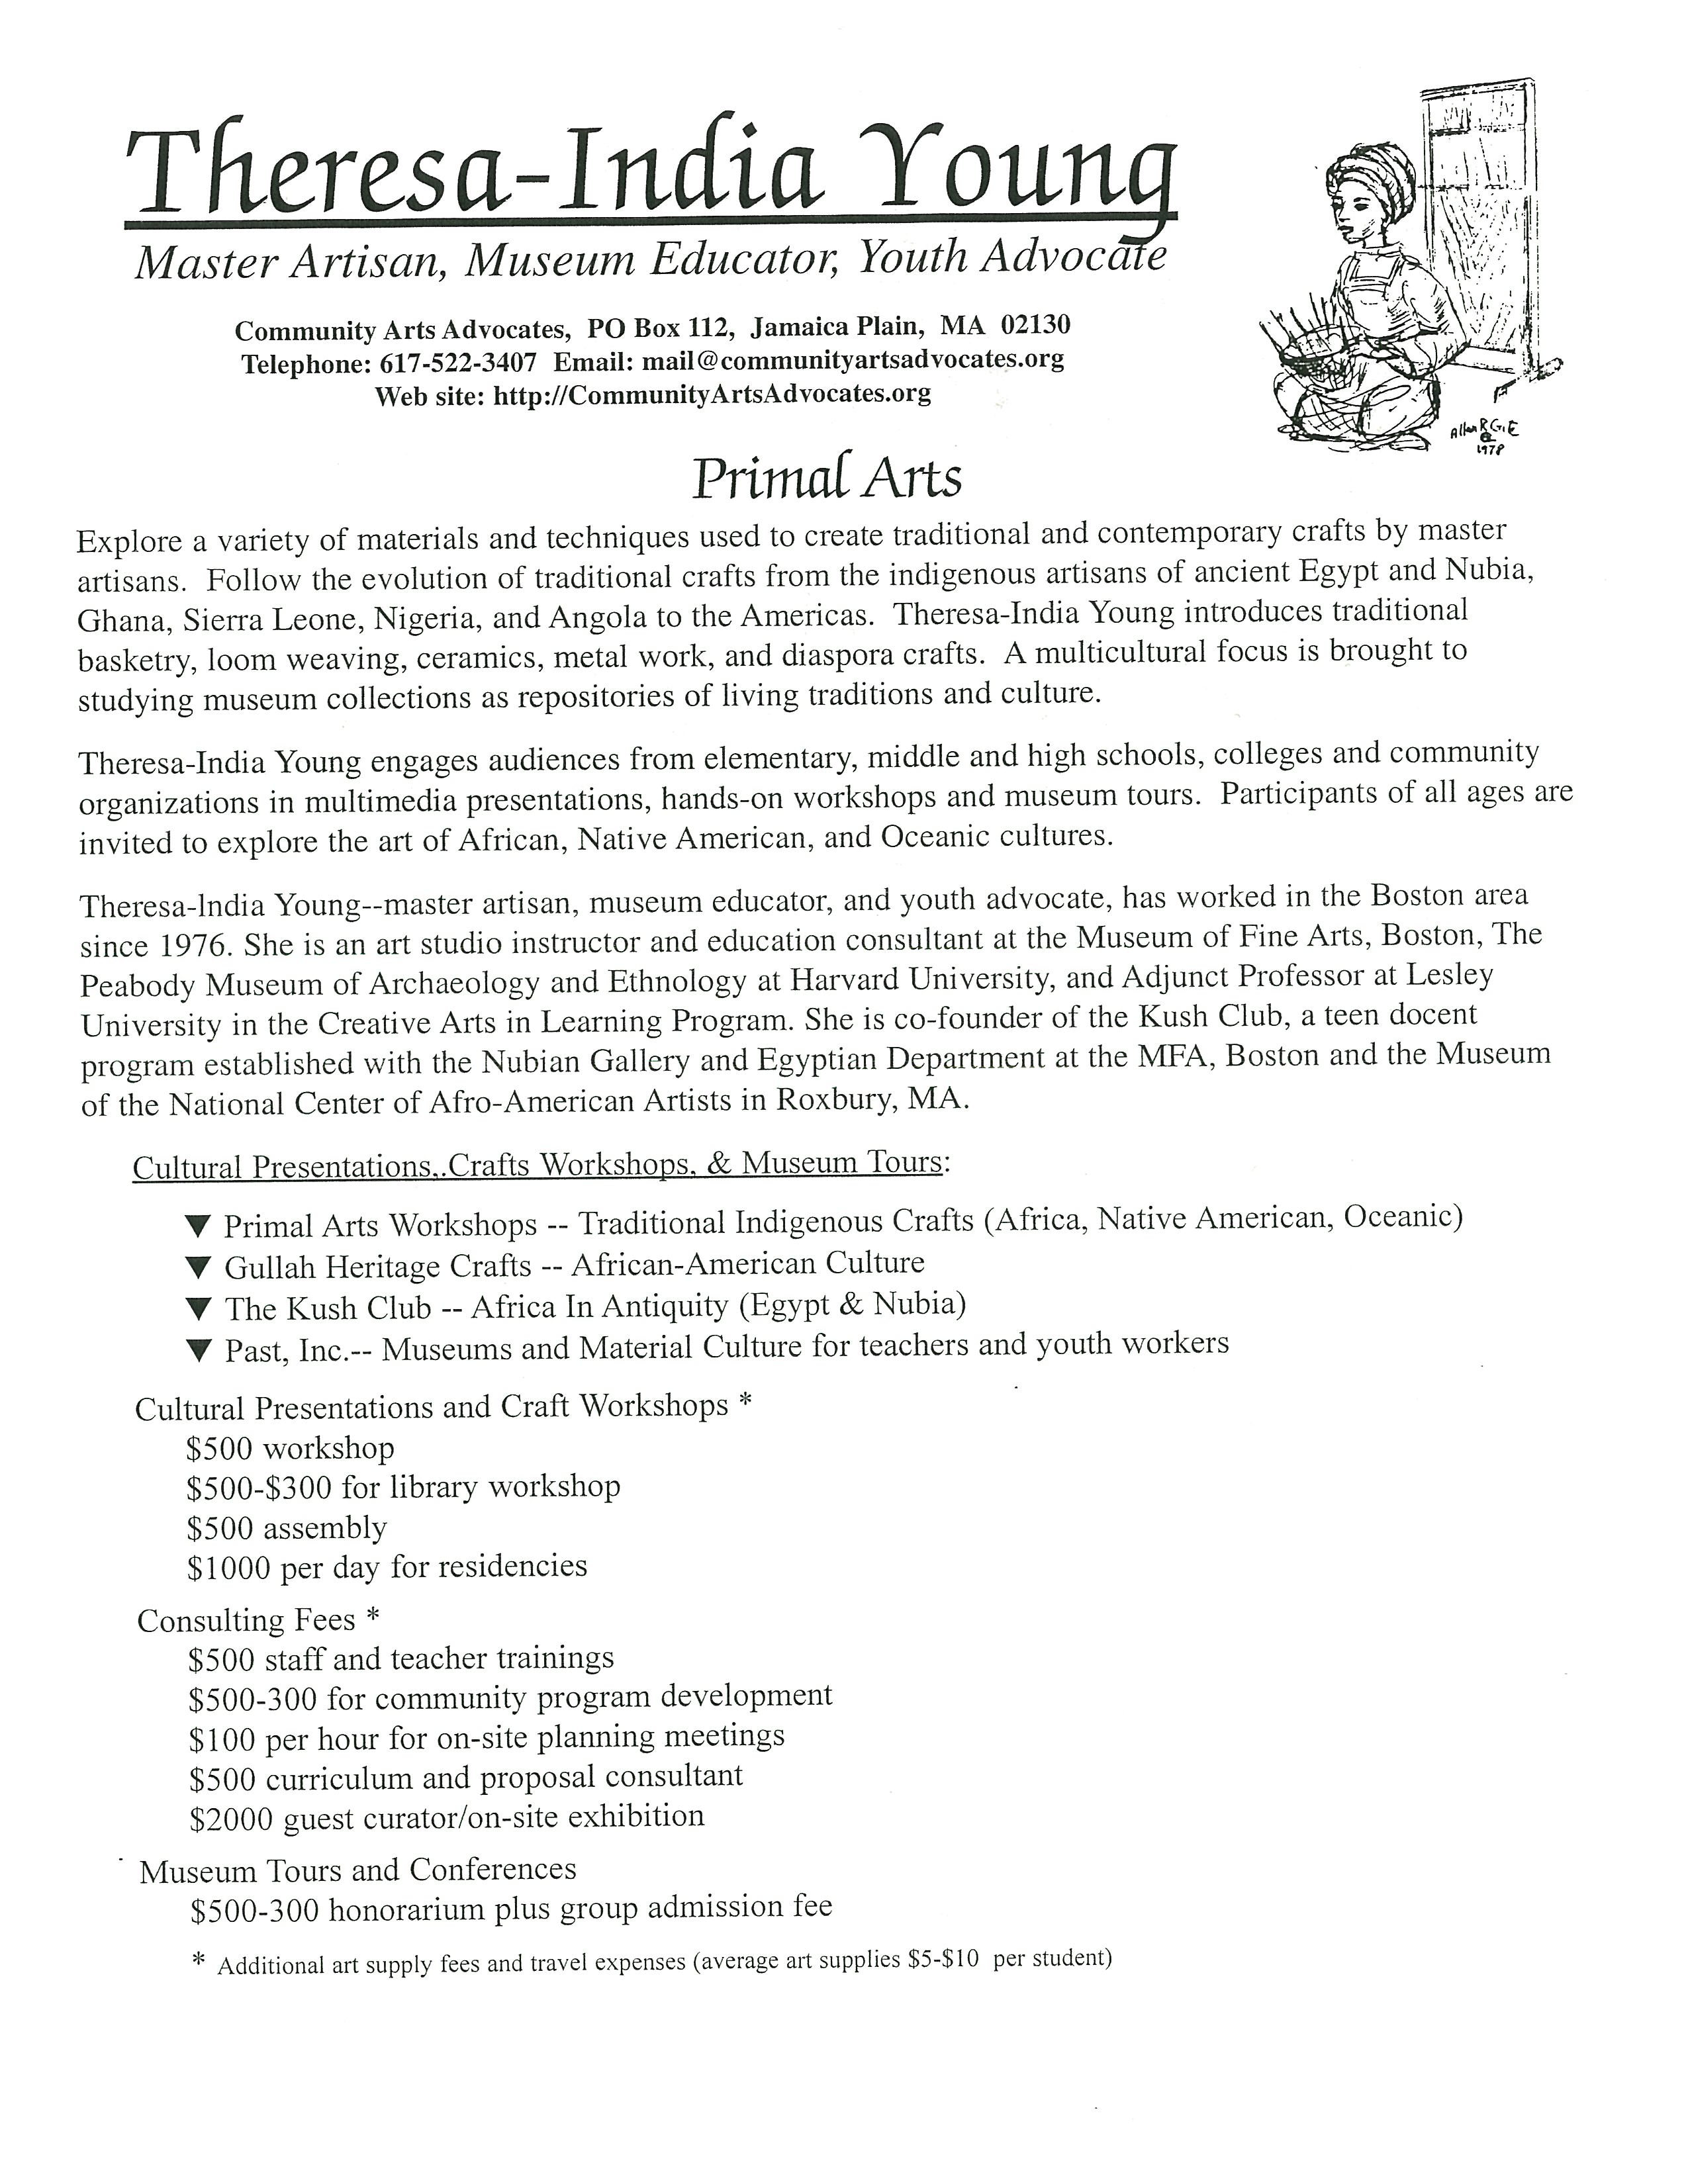 Theresa-India Young
Master Artisan, Museum Educator, Youth Advocate
Community Arts Advocates, PO Box 112, Jamaica Plain, MA 02130
Telephone: 617-522-3407 Email: mail@communityartsadvocates.org
Web site: http://CommunityArtsAdvocates.org
1978
Primal Arts
Explore a variety of materials and techniques used to create traditional and contemporary crafts by master
artisans. Follow the evolution of traditional crafts from the indigenous artisans of ancient Egypt and Nubia,
Ghana, Sierra Leone, Nigeria, and Angola to the Americas. Theresa-India Young introduces traditional
basketry, loom weaving, ceramics, metal work, and diaspora crafts. A multicultural focus is brought to
studying museum collections as repositories of living traditions and culture.
Theresa-India Young engages audiences from elementary, middle and high schools, colleges and community
organizations in multimedia presentations, hands-on workshops and museum tours. Participants of all ages are
invited to explore the art of African, Native American, and Oceanic cultures.
Theresa-India Young--master artisan, museum educator, and youth advocate, has worked in the Boston area
since 1976. She is an art studio instructor and education consultant at the Museum of Fine Arts, Boston, The
Peabody Museum of Archaeology and Ethnology at Harvard University, and Adjunct Professor at Lesley
University in the Creative Arts in Learning Program. She is co-founder of the Kush Club, a teen docent
program established with the Nubian Gallery and Egyptian Department at the MFA, Boston and the Museum
of the National Center of Afro-American Artists in Roxbury, MA.
Cultural Presentations,.Crafts Workshops, & Museum Tours:
▼ Primal Arts Workshops -- Traditional Indigenous Crafts (Africa, Native American, Oceanic)
▼ Gullah Heritage Crafts -- African-American Culture
▼ The Kush Club -- Africa In Antiquity (Egypt & Nubia)
▼ Past, Inc.-- Museums and Material Culture for teachers and youth workers
Cultural Presentations and Craft Workshops *
$500 workshop
$500-$300 for library workshop
$500 assembly
$1000 per day for residencies
Consulting Fees *
$500 staff and teacher trainings
$500-300 for community program development
$100 per hour for on-site planning meetings
$500 curriculum and proposal consultant
$2000 guest curator/on-site exhibition
Museum Tours and Conferences
$500-300 honorarium plus group admission fee
* Additional art supply fees and travel expenses (average art supplies $5-$10 per student)